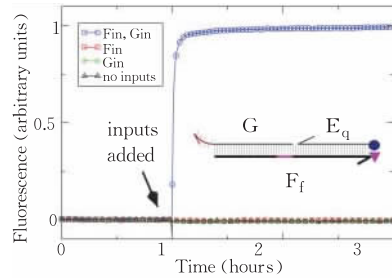 Fluorescence (arbitrary units)
1
0.5
0
Fin, Gin
Fin
Gin
no inputs
inputs
added
G
Eq
Ff
0
1
2
3
Time (hours)